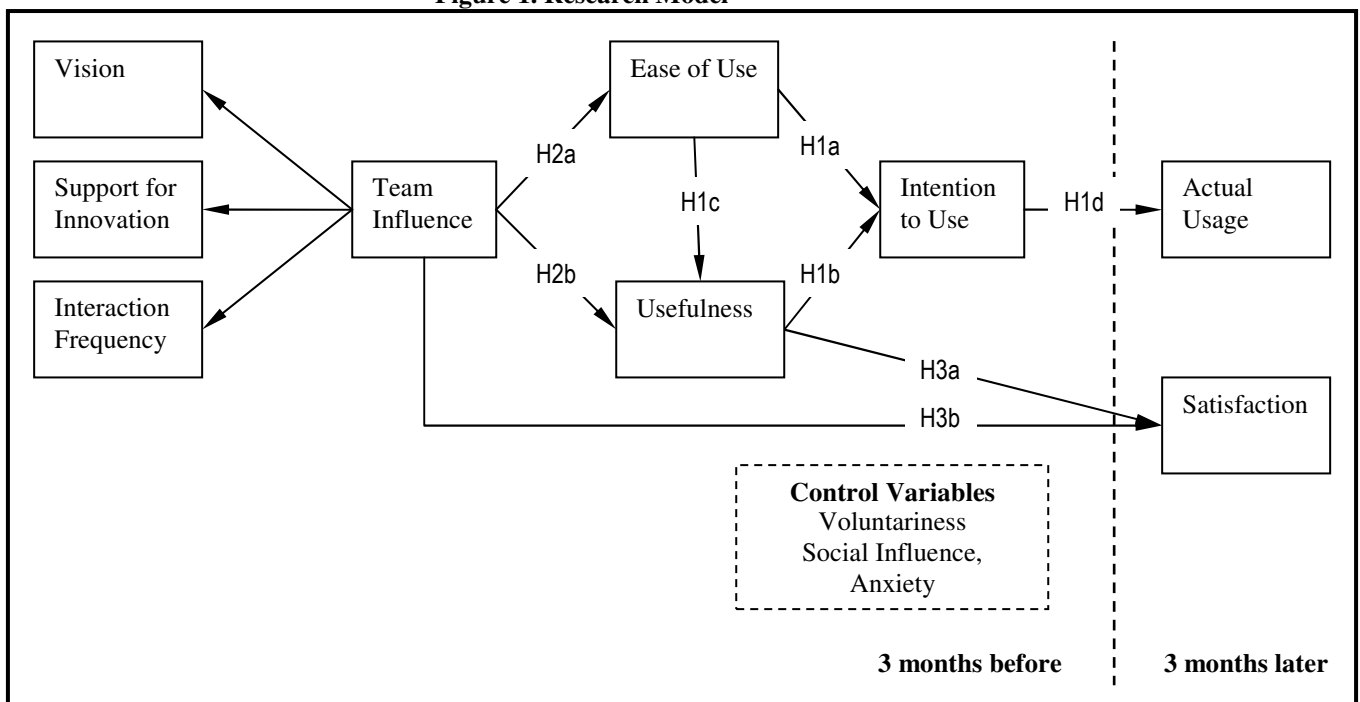 Figure 1. Research Model
Vision
Support for
Innovation
Interaction
Frequency
Team
Influence
H2a
H2b
Ease of Use
H1c
Usefulness
H1a
H1b
Intention
to Use
H1d
Actual
Usage
H3a
H3b
Satisfaction
Control Variables
Voluntariness
Social Influence,
Anxiety
3 months before
3 months later